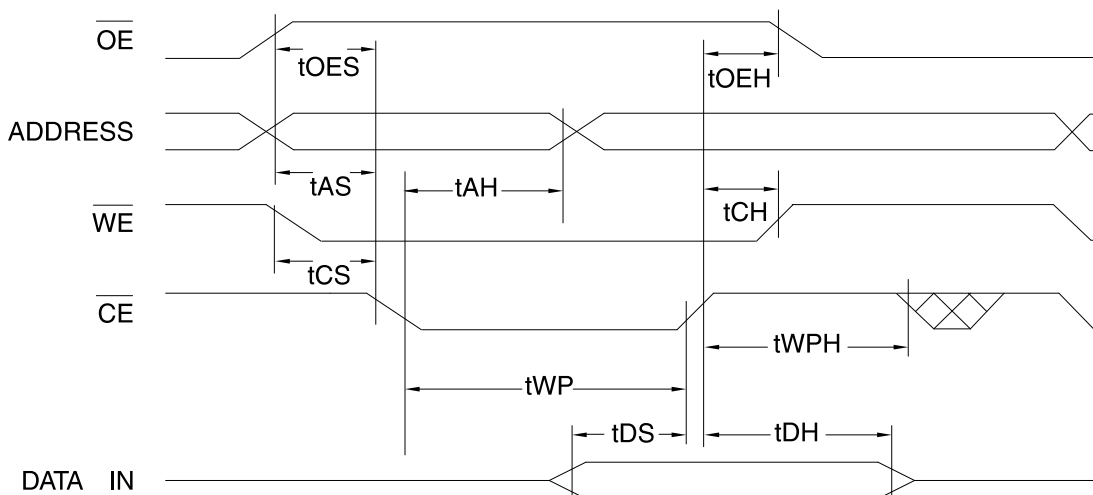 OE
tOES
tOEH
ADDRESS
tAS
tAH
tCH
WE
tCS
CE
tWPH
tWP
tDS
tDH
DATA IN